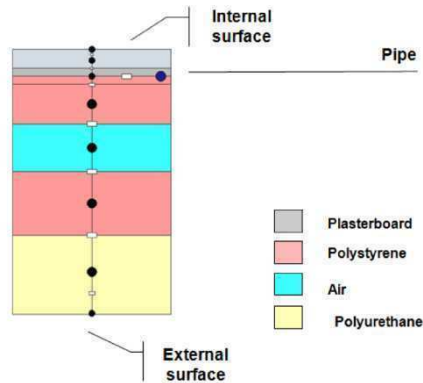 Internal
surface
Pipe
Plasterboard
Polystyrene
Air
Polyurethane
External
surface